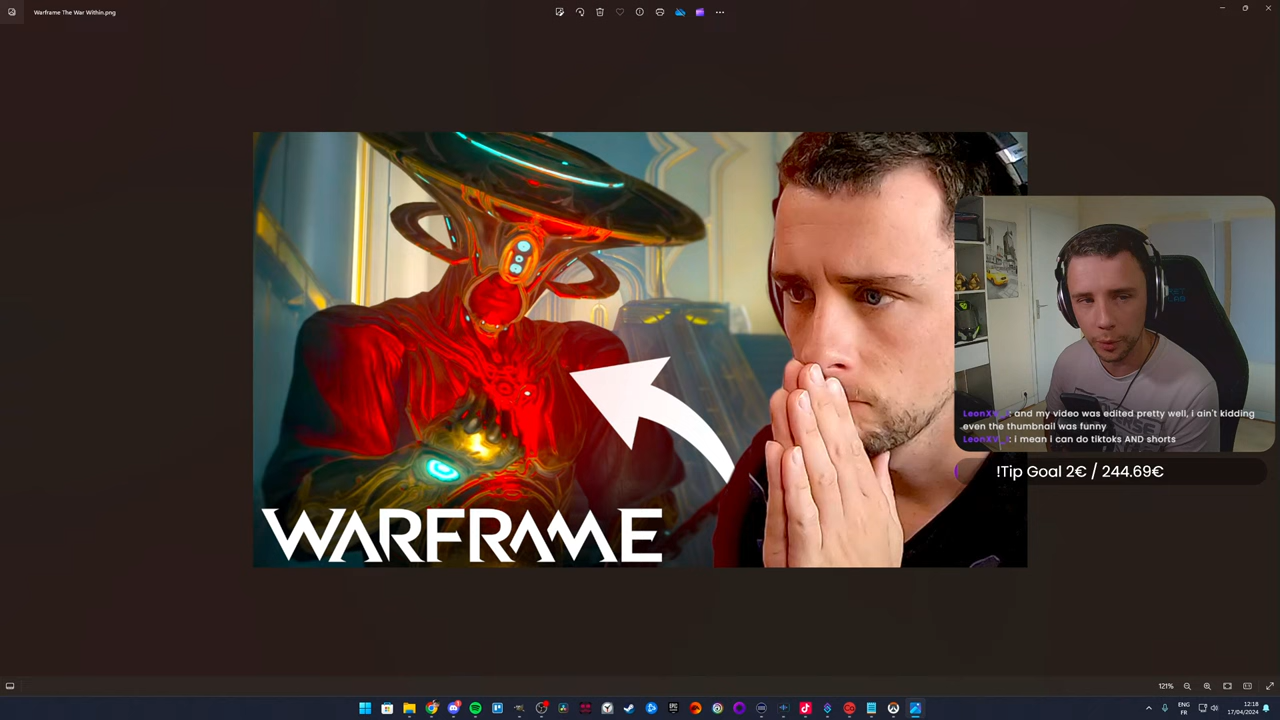 Warframe The War Within.png
WARFRAME
: and my video was edited pretty well, i ain't kidding
even the thumbnail was funny
: i mean i can do tiktoks AND shorts
!Tip Goal 2€ / 244.69€
121%
ENG
FR
12:18
17/04/2024